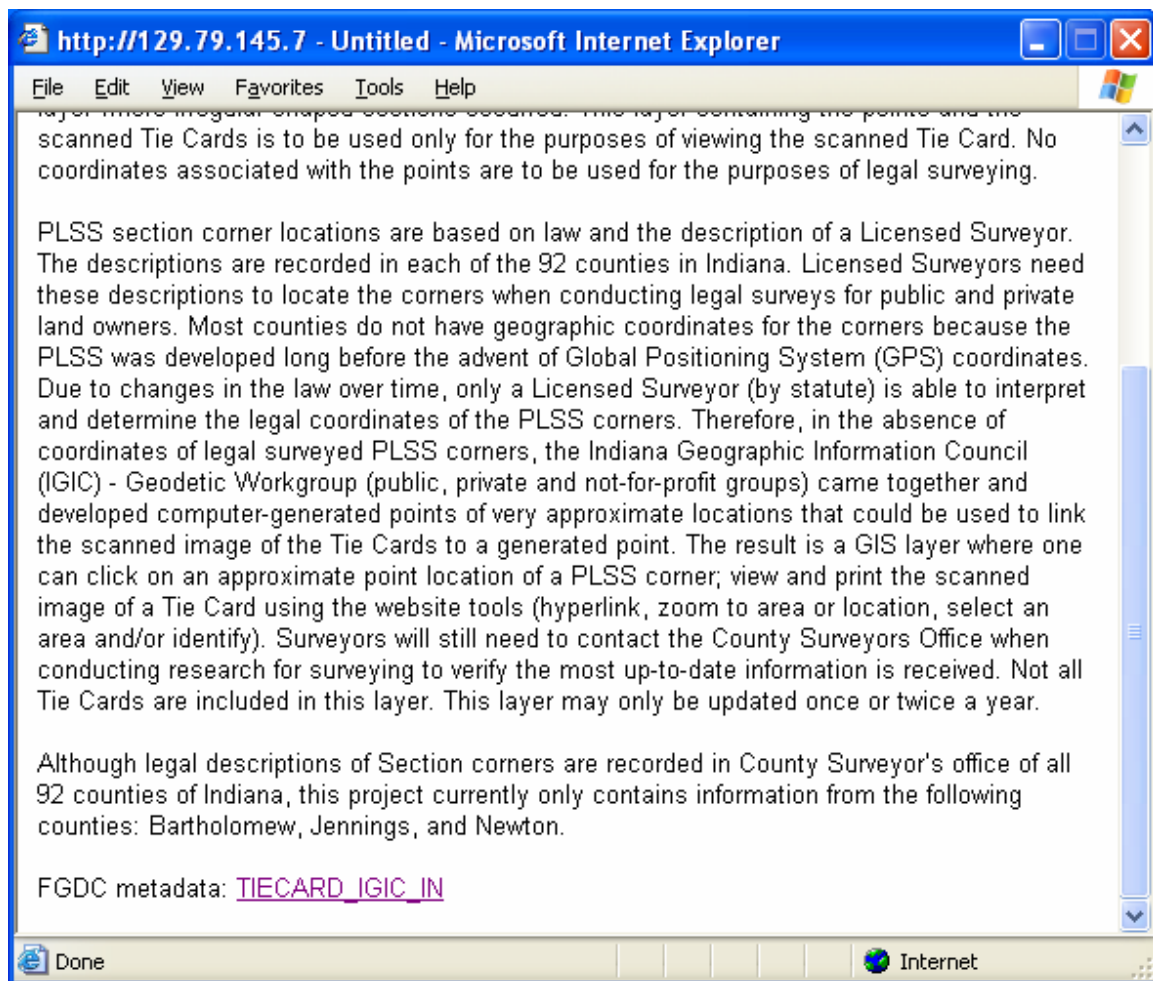 http://129.79.145.7 - Untitled - Microsoft Internet Explorer
File Edit View Favorites Tools Help
layer where irregular shaped sections occurred. This layer containing the points and the
scanned Tie Cards is to be used only for the purposes of viewing the scanned Tie Card. No
coordinates associated with the points are to be used for the purposes of legal surveying.
PLSS section corner locations are based on law and the description of a Licensed Surveyor.
The descriptions are recorded in each of the 92 counties in Indiana. Licensed Surveyors need
these descriptions to locate the corners when conducting legal surveys for public and private
land owners. Most counties do not have geographic coordinates for the corners because the
PLSS was developed long before the advent of Global Positioning System (GPS) coordinates.
Due to changes in the law over time, only a Licensed Surveyor (by statute) is able to interpret
and determine the legal coordinates of the PLSS corners. Therefore, in the absence of
coordinates of legal surveyed PLSS corners, the Indiana Geographic Information Council
(IGIC) - Geodetic Workgroup (public, private and not-for-profit groups) came together and
developed computer-generated points of very approximate locations that could be used to link
the scanned image of the Tie Cards to a generated point. The result is a GIS layer where one
can click on an approximate point location of a PLSS corner; view and print the scanned
image of a Tie Card using the website tools (hyperlink, zoom to area or location, select an
area and/or identify). Surveyors will still need to contact the County Surveyors Office when
conducting research for surveying to verify the most up-to-date information is received. Not all
Tie Cards are included in this layer. This layer may only be updated once or twice a year.
Although legal descriptions of Section corners are recorded in County Surveyor's office of all
92 counties of Indiana, this project currently only contains information from the following
counties: Bartholomew, Jennings, and Newton.
FGDC metadata: TIECARD_IGIC_IN
Done Internet